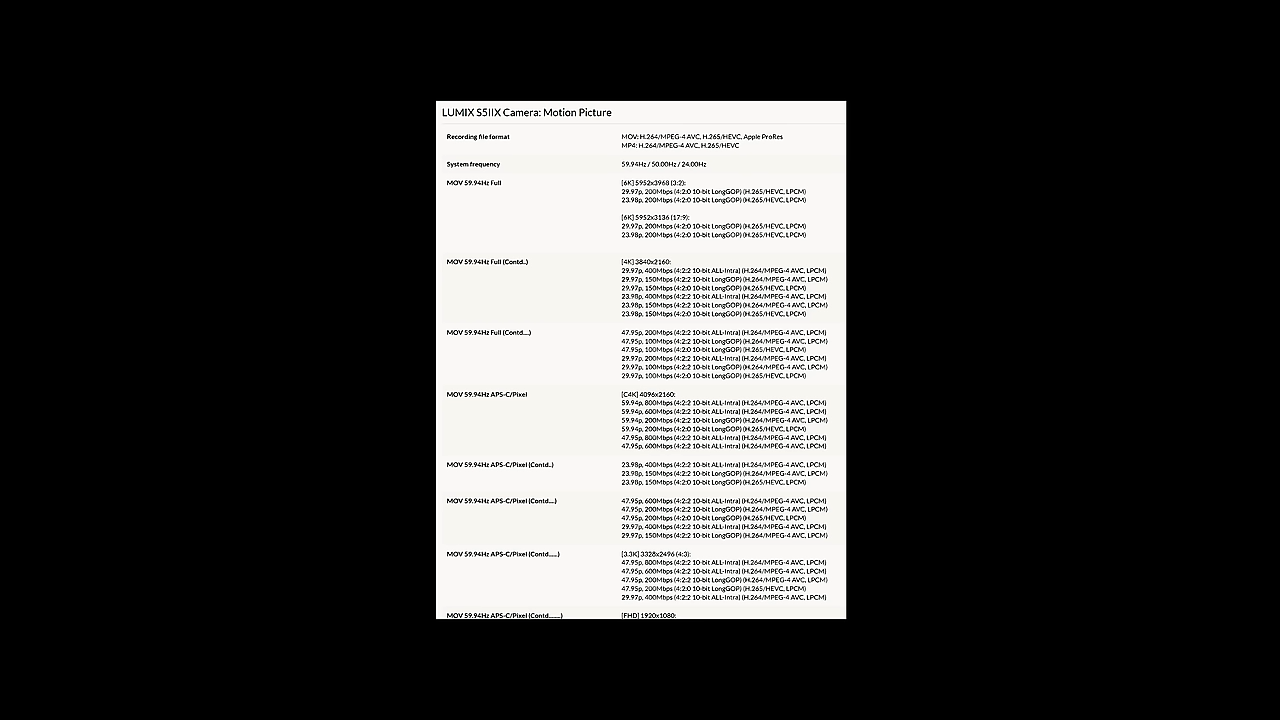 LUMIX S5IIX Camera: Motion Picture
Recording file format
MOV: H.264/MPEG-4 AVC, H.265/HEVC, Apple ProRes
MP4: H.264/MPEG-4 AVC, H.265/HEVC
System frequency
59.94Hz / 50.00Hz / 24.00Hz
MOV 59.94Hz Full
[6K] 5952x3968 (3:2):
29.97p, 200Mbps (4:2:0 10-bit LongGOP) (H.265/HEVC, LPCM)
23.98p, 200Mbps (4:2:0 10-bit LongGOP) (H.265/HEVC, LPCM)
[6K] 5952x3136 (17:9):
29.97p, 200Mbps (4:2:0 10-bit LongGOP) (H.265/HEVC, LPCM)
23.98p, 200Mbps (4:2:0 10-bit LongGOP) (H.265/HEVC, LPCM)
MOV 59.94Hz Full (Contd..)
[4K] 3840x2160:
29.97p, 400Mbps (4:2:2 10-bit ALL-Intra) (H.264/MPEG-4 AVC, LPCM)
29.97p, 150Mbps (4:2:2 10-bit LongGOP) (H.264/MPEG-4 AVC, LPCM)
29.97p, 150Mbps (4:2:0 10-bit LongGOP) (H.265/HEVC, LPCM)
23.98p, 400Mbps (4:2:2 10-bit ALL-Intra) (H.264/MPEG-4 AVC, LPCM)
23.98p, 150Mbps (4:2:2 10-bit LongGOP) (H.264/MPEG-4 AVC, LPCM)
23.98p, 150Mbps (4:2:0 10-bit LongGOP) (H.265/HEVC, LPCM)
MOV 59.94Hz Full (Contd....)
47.95p, 200Mbps (4:2:2 10-bit ALL-Intra) (H.264/MPEG-4 AVC, LPCM)
47.95p, 100Mbps (4:2:2 10-bit LongGOP) (H.264/MPEG-4 AVC, LPCM)
47.95p, 100Mbps (4:2:0 10-bit LongGOP) (H.265/HEVC, LPCM)
29.97p, 200Mbps (4:2:2 10-bit ALL-Intra) (H.264/MPEG-4 AVC, LPCM)
29.97p, 100Mbps (4:2:2 10-bit LongGOP) (H.264/MPEG-4 AVC, LPCM)
29.97p, 100Mbps (4:2:0 10-bit LongGOP) (H.265/HEVC, LPCM)
MOV 59.94Hz APS-C/Pixel
[C4K] 4096x2160:
59.94p, 800Mbps (4:2:2 10-bit ALL-Intra) (H.264/MPEG-4 AVC, LPCM)
59.94p, 600Mbps (4:2:2 10-bit ALL-Intra) (H.264/MPEG-4 AVC, LPCM)
59.94p, 200Mbps (4:2:2 10-bit LongGOP) (H.264/MPEG-4 AVC, LPCM)
59.94p, 200Mbps (4:2:0 10-bit LongGOP) (H.265/HEVC, LPCM)
47.95p, 800Mbps (4:2:2 10-bit ALL-Intra) (H.264/MPEG-4 AVC, LPCM)
47.95p, 600Mbps (4:2:2 10-bit ALL-Intra) (H.264/MPEG-4 AVC, LPCM)
MOV 59.94Hz APS-C/Pixel (Contd..)
23.98p, 400Mbps (4:2:2 10-bit ALL-Intra) (H.264/MPEG-4 AVC, LPCM)
23.98p, 150Mbps (4:2:2 10-bit LongGOP) (H.264/MPEG-4 AVC, LPCM)
23.98p, 150Mbps (4:2:0 10-bit LongGOP) (H.265/HEVC, LPCM)
MOV 59.94Hz APS-C/Pixel (Contd....)
47.95p, 600Mbps (4:2:2 10-bit ALL-Intra) (H.264/MPEG-4 AVC, LPCM)
47.95p, 200Mbps (4:2:2 10-bit LongGOP) (H.264/MPEG-4 AVC, LPCM)
47.95p, 200Mbps (4:2:0 10-bit LongGOP) (H.265/HEVC, LPCM)
29.97p, 400Mbps (4:2:2 10-bit ALL-Intra) (H.264/MPEG-4 AVC, LPCM)
29.97p, 150Mbps (4:2:2 10-bit LongGOP) (H.264/MPEG-4 AVC, LPCM)
MOV 59.94Hz APS-C/Pixel (Contd......)
[3.3K] 3328x2496 (4:3):
47.95p, 800Mbps (4:2:2 10-bit ALL-Intra) (H.264/MPEG-4 AVC, LPCM)
47.95p, 600Mbps (4:2:2 10-bit ALL-Intra) (H.264/MPEG-4 AVC, LPCM)
47.95p, 200Mbps (4:2:2 10-bit LongGOP) (H.264/MPEG-4 AVC, LPCM)
47.95p, 200Mbps (4:2:0 10-bit LongGOP) (H.265/HEVC, LPCM)
29.97p, 400Mbps (4:2:2 10-bit ALL-Intra) (H.264/MPEG-4 AVC, LPCM)
MOV 59.94Hz APS-C/Pixel (Contd........)
[FHD] 1920x1080: